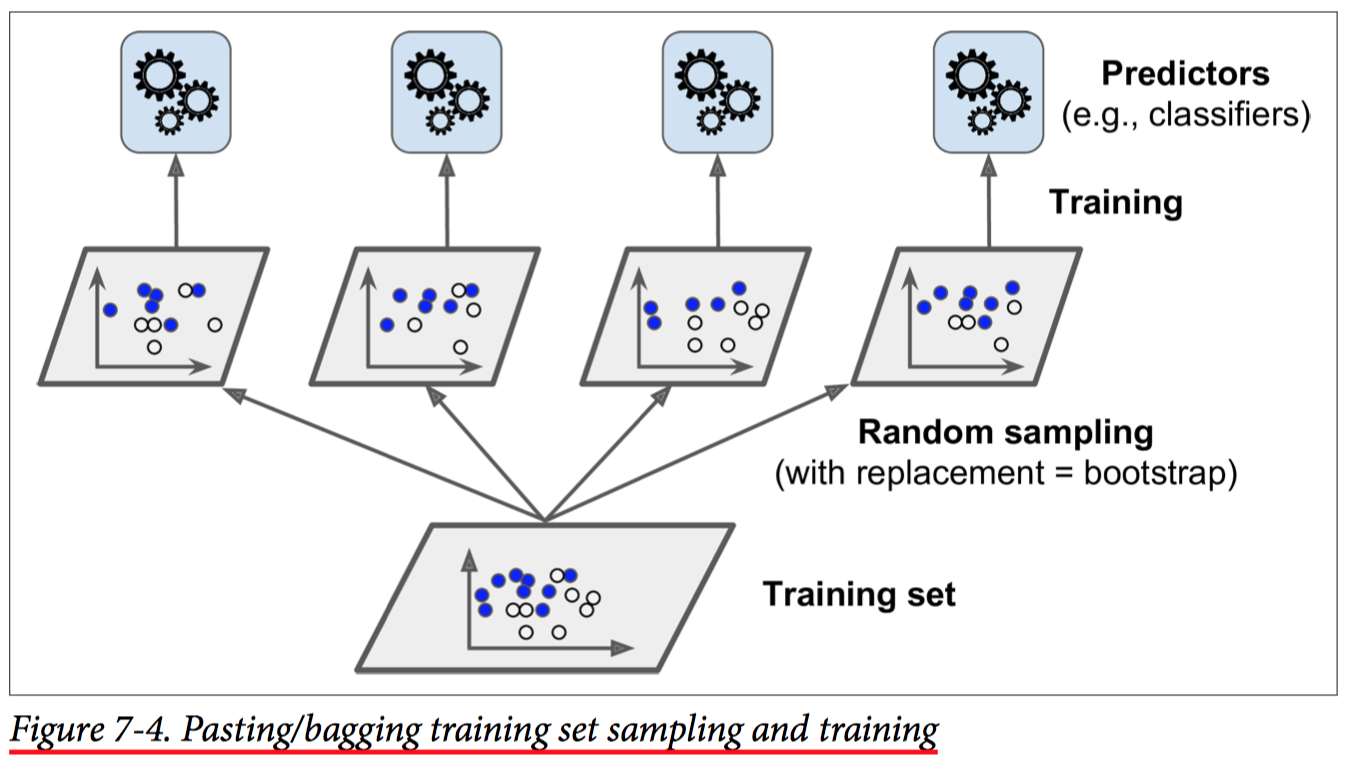 Predictors
(e.g., classifiers)
Training
Random sampling
(with replacement = bootstrap)
Training set
Figure 7-4. Pasting/bagging training set sampling and training